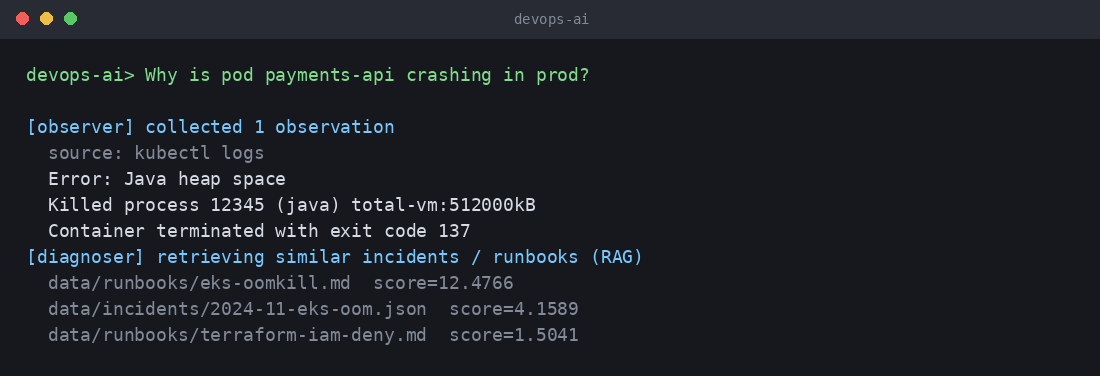 devops-ai
devops-ai> Why is pod payments-api crashing in prod?
[observer] collected 1 observation
source: kubectl logs
Error: Java heap space
Killed process 12345 (java) total-vm:512000kB
Container terminated with exit code 137
[diagnoser] retrieving similar incidents / runbooks (RAG)
data/runbooks/eks-oomkill.md  score=12.4766
data/incidents/2024-11-eks-oom.json  score=4.1589
data/runbooks/terraform-iam-deny.md  score=1.5041